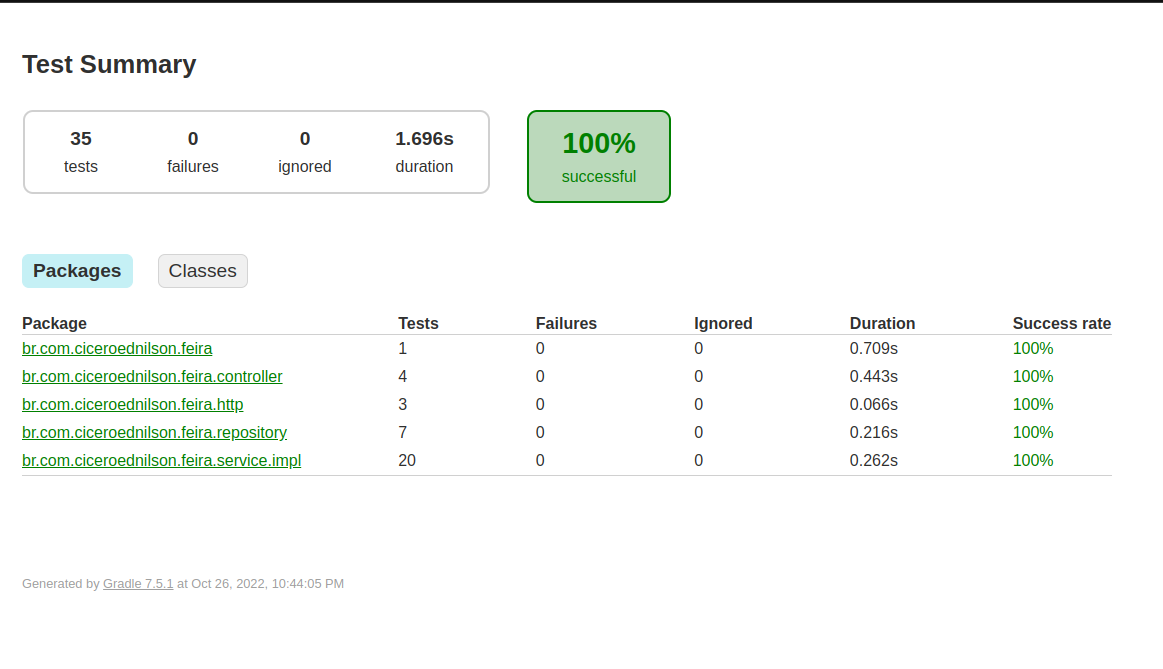 Test Summary
35 0 0 1.696s
tests failures ignored duration
100%
successful
Packages Classes
Package Tests Failures Ignored Duration Success rate
br.com.ciceroednilson.feira 1 0 0 0.709s 100%
br.com.ciceroednilson.feira.controller 4 0 0 0.443s 100%
br.com.ciceroednilson.feira.http 3 0 0 0.066s 100%
br.com.ciceroednilson.feira.repository 7 0 0 0.216s 100%
br.com.ciceroednilson.feira.service.impl 20 0 0 0.262s 100%
Generated by Gradle 7.5.1 at Oct 26, 2022, 10:44:05 PM